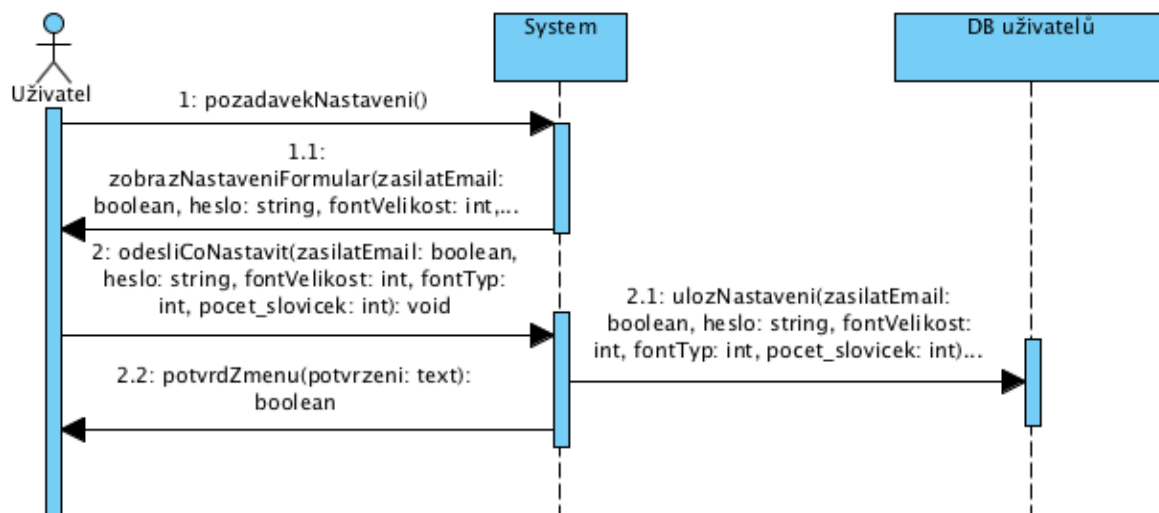 System
DB uživatelů
Uživatel
1: pozadavekNastaveni()
1.1:
zobrazNastaveniFormular(zasilatEmail:
boolean, heslo: string, fontVelikost: int,...
2: odesliCoNastavit(zasilatEmail: boolean,
heslo: string, fontVelikost: int, fontTyp:
int, pocet_slovicek: int): void
2.1: ulozNastaveni(zasilatEmail:
boolean, heslo: string, fontVelikost:
int, fontTyp: int, pocet_slovicek: int)...
2.2: potvrdZmenu(potvrzeni: text):
boolean